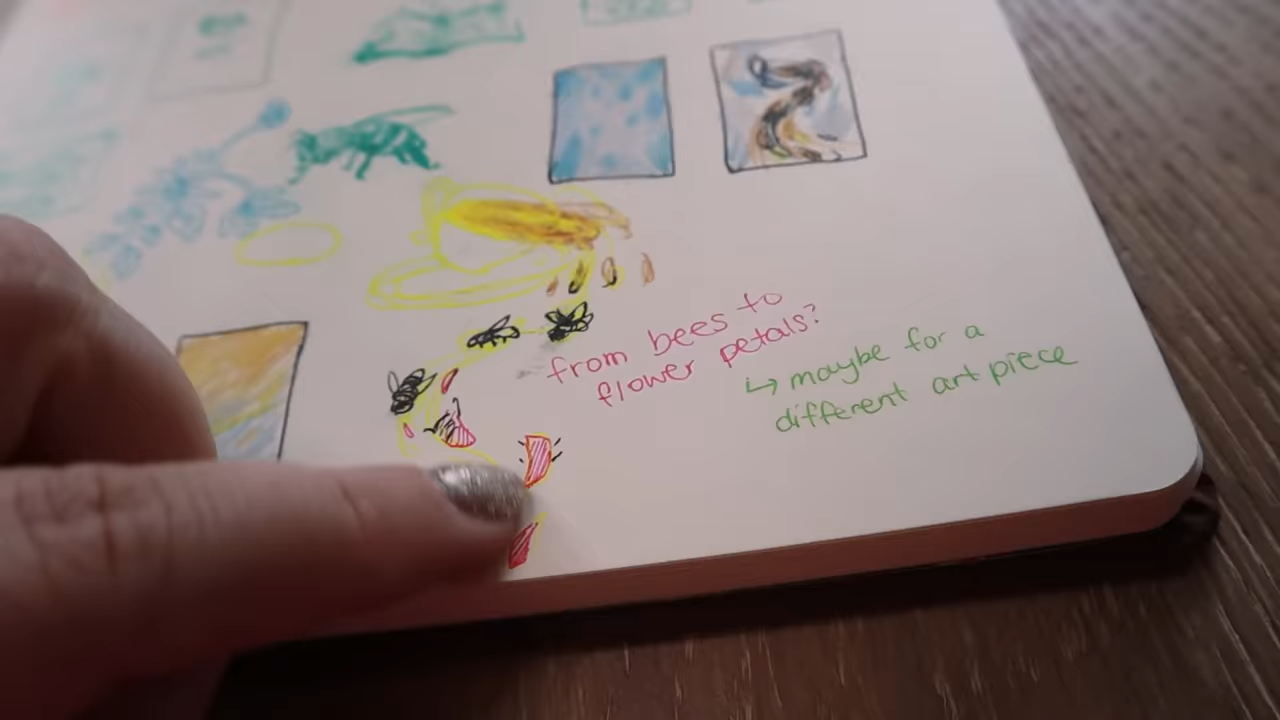 from bees to
flower petals?
↳ maybe for a
different art piece